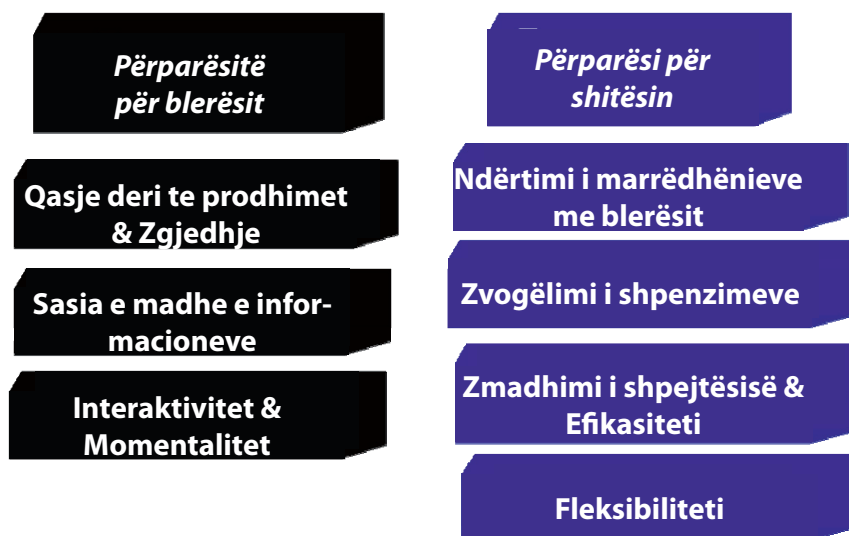 Përparësitë
për blerësit
Qasje deri te prodhimet
& Zgjedhje
Sasia e madhe e infor-
macioneve
Interaktivitet &
Momentalitet
Përparësi për
shitësin
Ndërtimi i marrëdhënieve
me blerësit
Zvogëlimi i shpenzimeve
Zmadhimi i shpejtësisë &
Efikasiteti
Fleksibiliteti